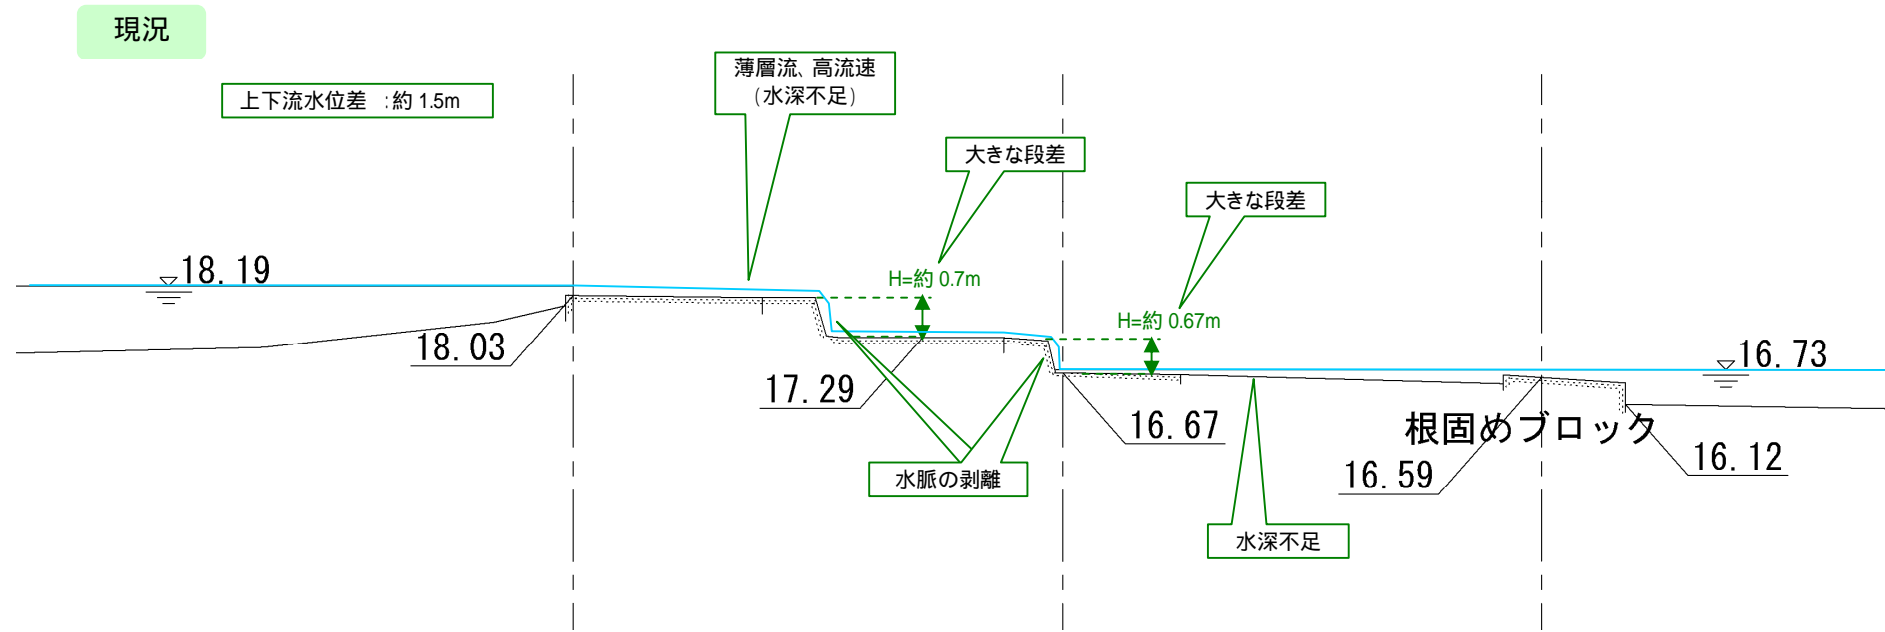 現況
上下流水位差 :約 1.5m
薄層流、高流速
(水深不足)
大きな段差
大きな段差
18.19
H=約 0.7m
H=約 0.67m
18.03
17.29
16.73
16.67
根固めブロック
水脈の剥離
16.59
16.12
水深不足